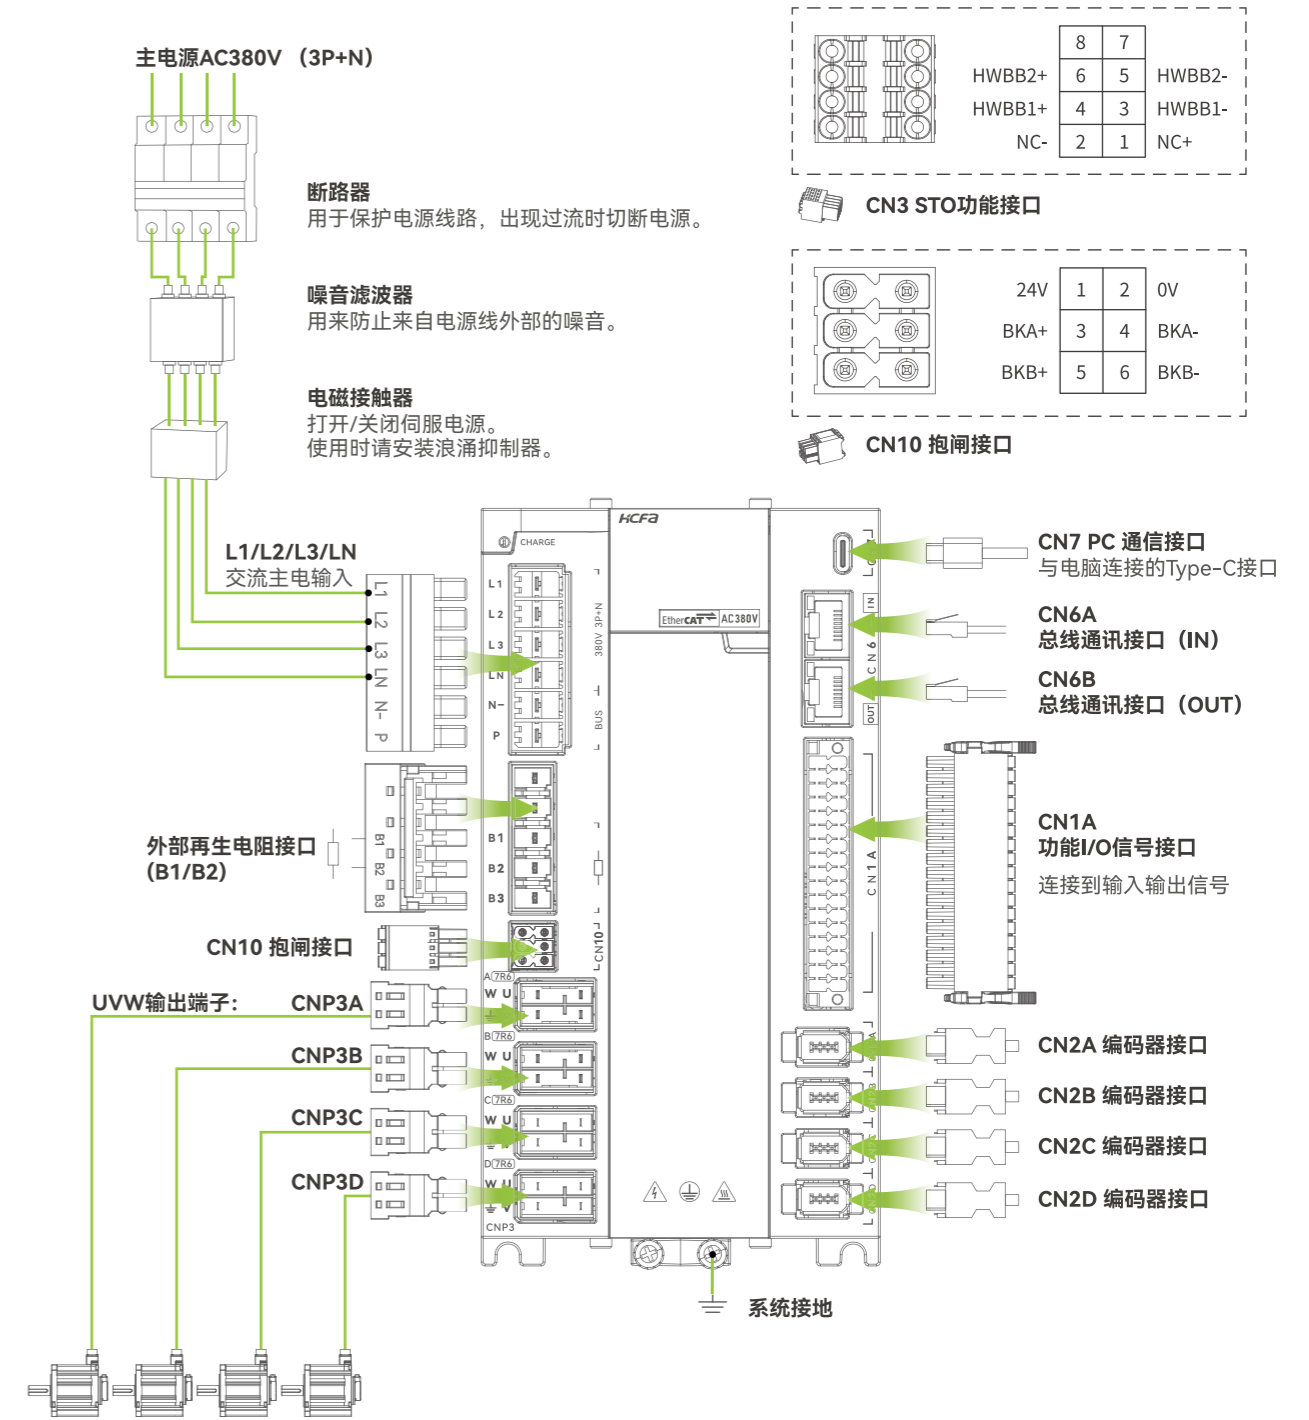 主电源AC380V （3P+N）
断路器
用于保护电源线路，出现过流时切断电源。
噪音滤波器
用来防止来自电源线外部的噪音。
电磁接触器
打开/关闭伺服电源。
使用时请安装浪涌抑制器。
8 7
HWBB2+ 6 5 HWBB2-
HWBB1+ 4 3 HWBB1-
NC- 2 1 NC+
CN3 STO功能接口
24V 1 2 0V
BKA+ 3 4 BKA-
BKB+ 5 6 BKB-
CN10 抱闸接口
L1/L2/L3/LN
交流主电输入
L1
L2
L3
LN
N-
P
HCFA
CHARGE
L1
L2
L3
LN
N-
P
380V 3P+N
BUS
EtherCAT AC380V
IN
CN6
OUT
CN7 PC 通信接口
与电脑连接的Type-C接口
CN6A
总线通讯接口（IN）
CN6B
总线通讯接口（OUT）
CN1A
CN1A
功能I/O信号接口
连接到输入输出信号
外部再生电阻接口
（B1/B2）
B1
B2
B3
B1
B2
B3
CN10 抱闸接口
CN10
UVW输出端子：
CNP3A
A 7R6
W U
CNP3B
B 7R6
W U
CNP3C
C 7R6
W U
CNP3D
D 7R6
W U
V
CNP3
CN2A 编码器接口
CN2B 编码器接口
CN2C 编码器接口
CN2D 编码器接口
系统接地